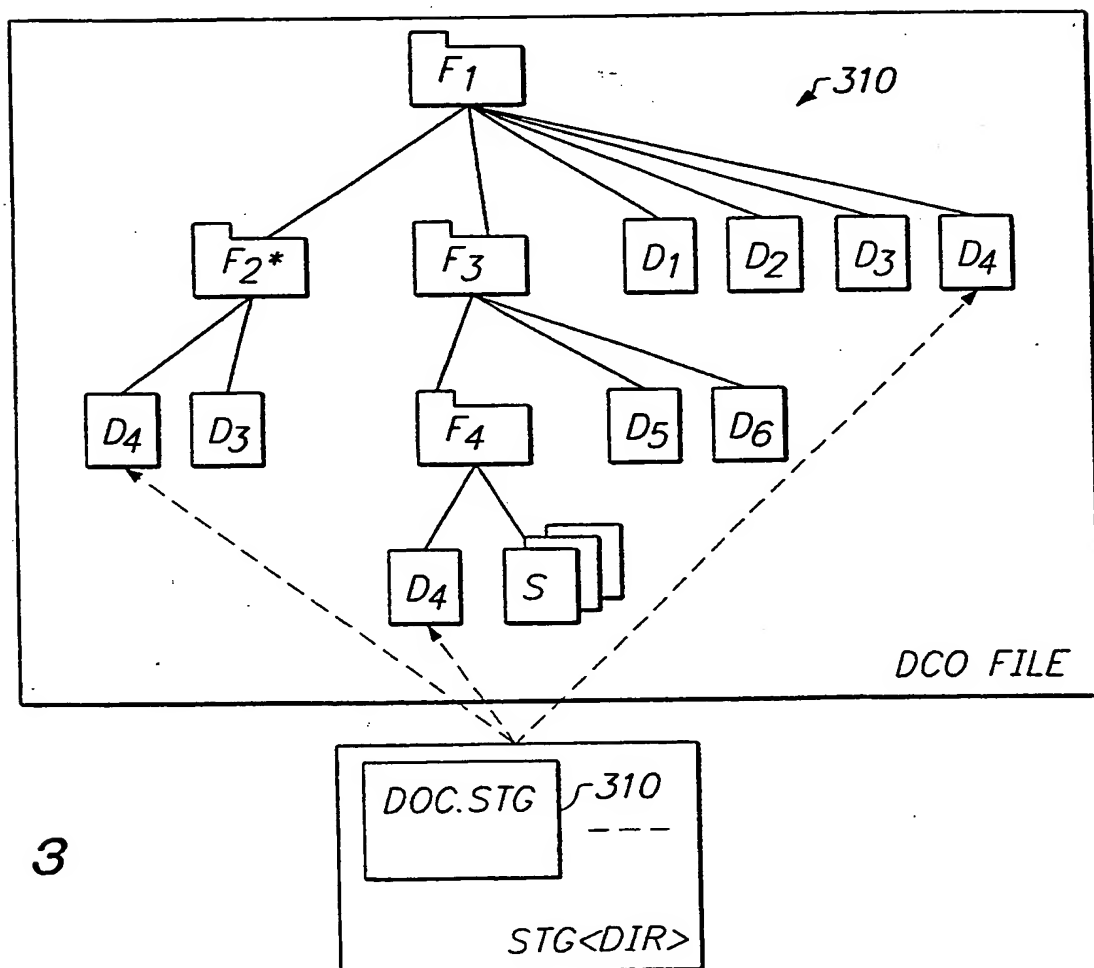 F1
310
F2*
F3
D1
D2
D3
D4
D4
D3
F4
D5
D6
D4
S
DCO FILE
DOC.STG
310
3
STG<DIR>